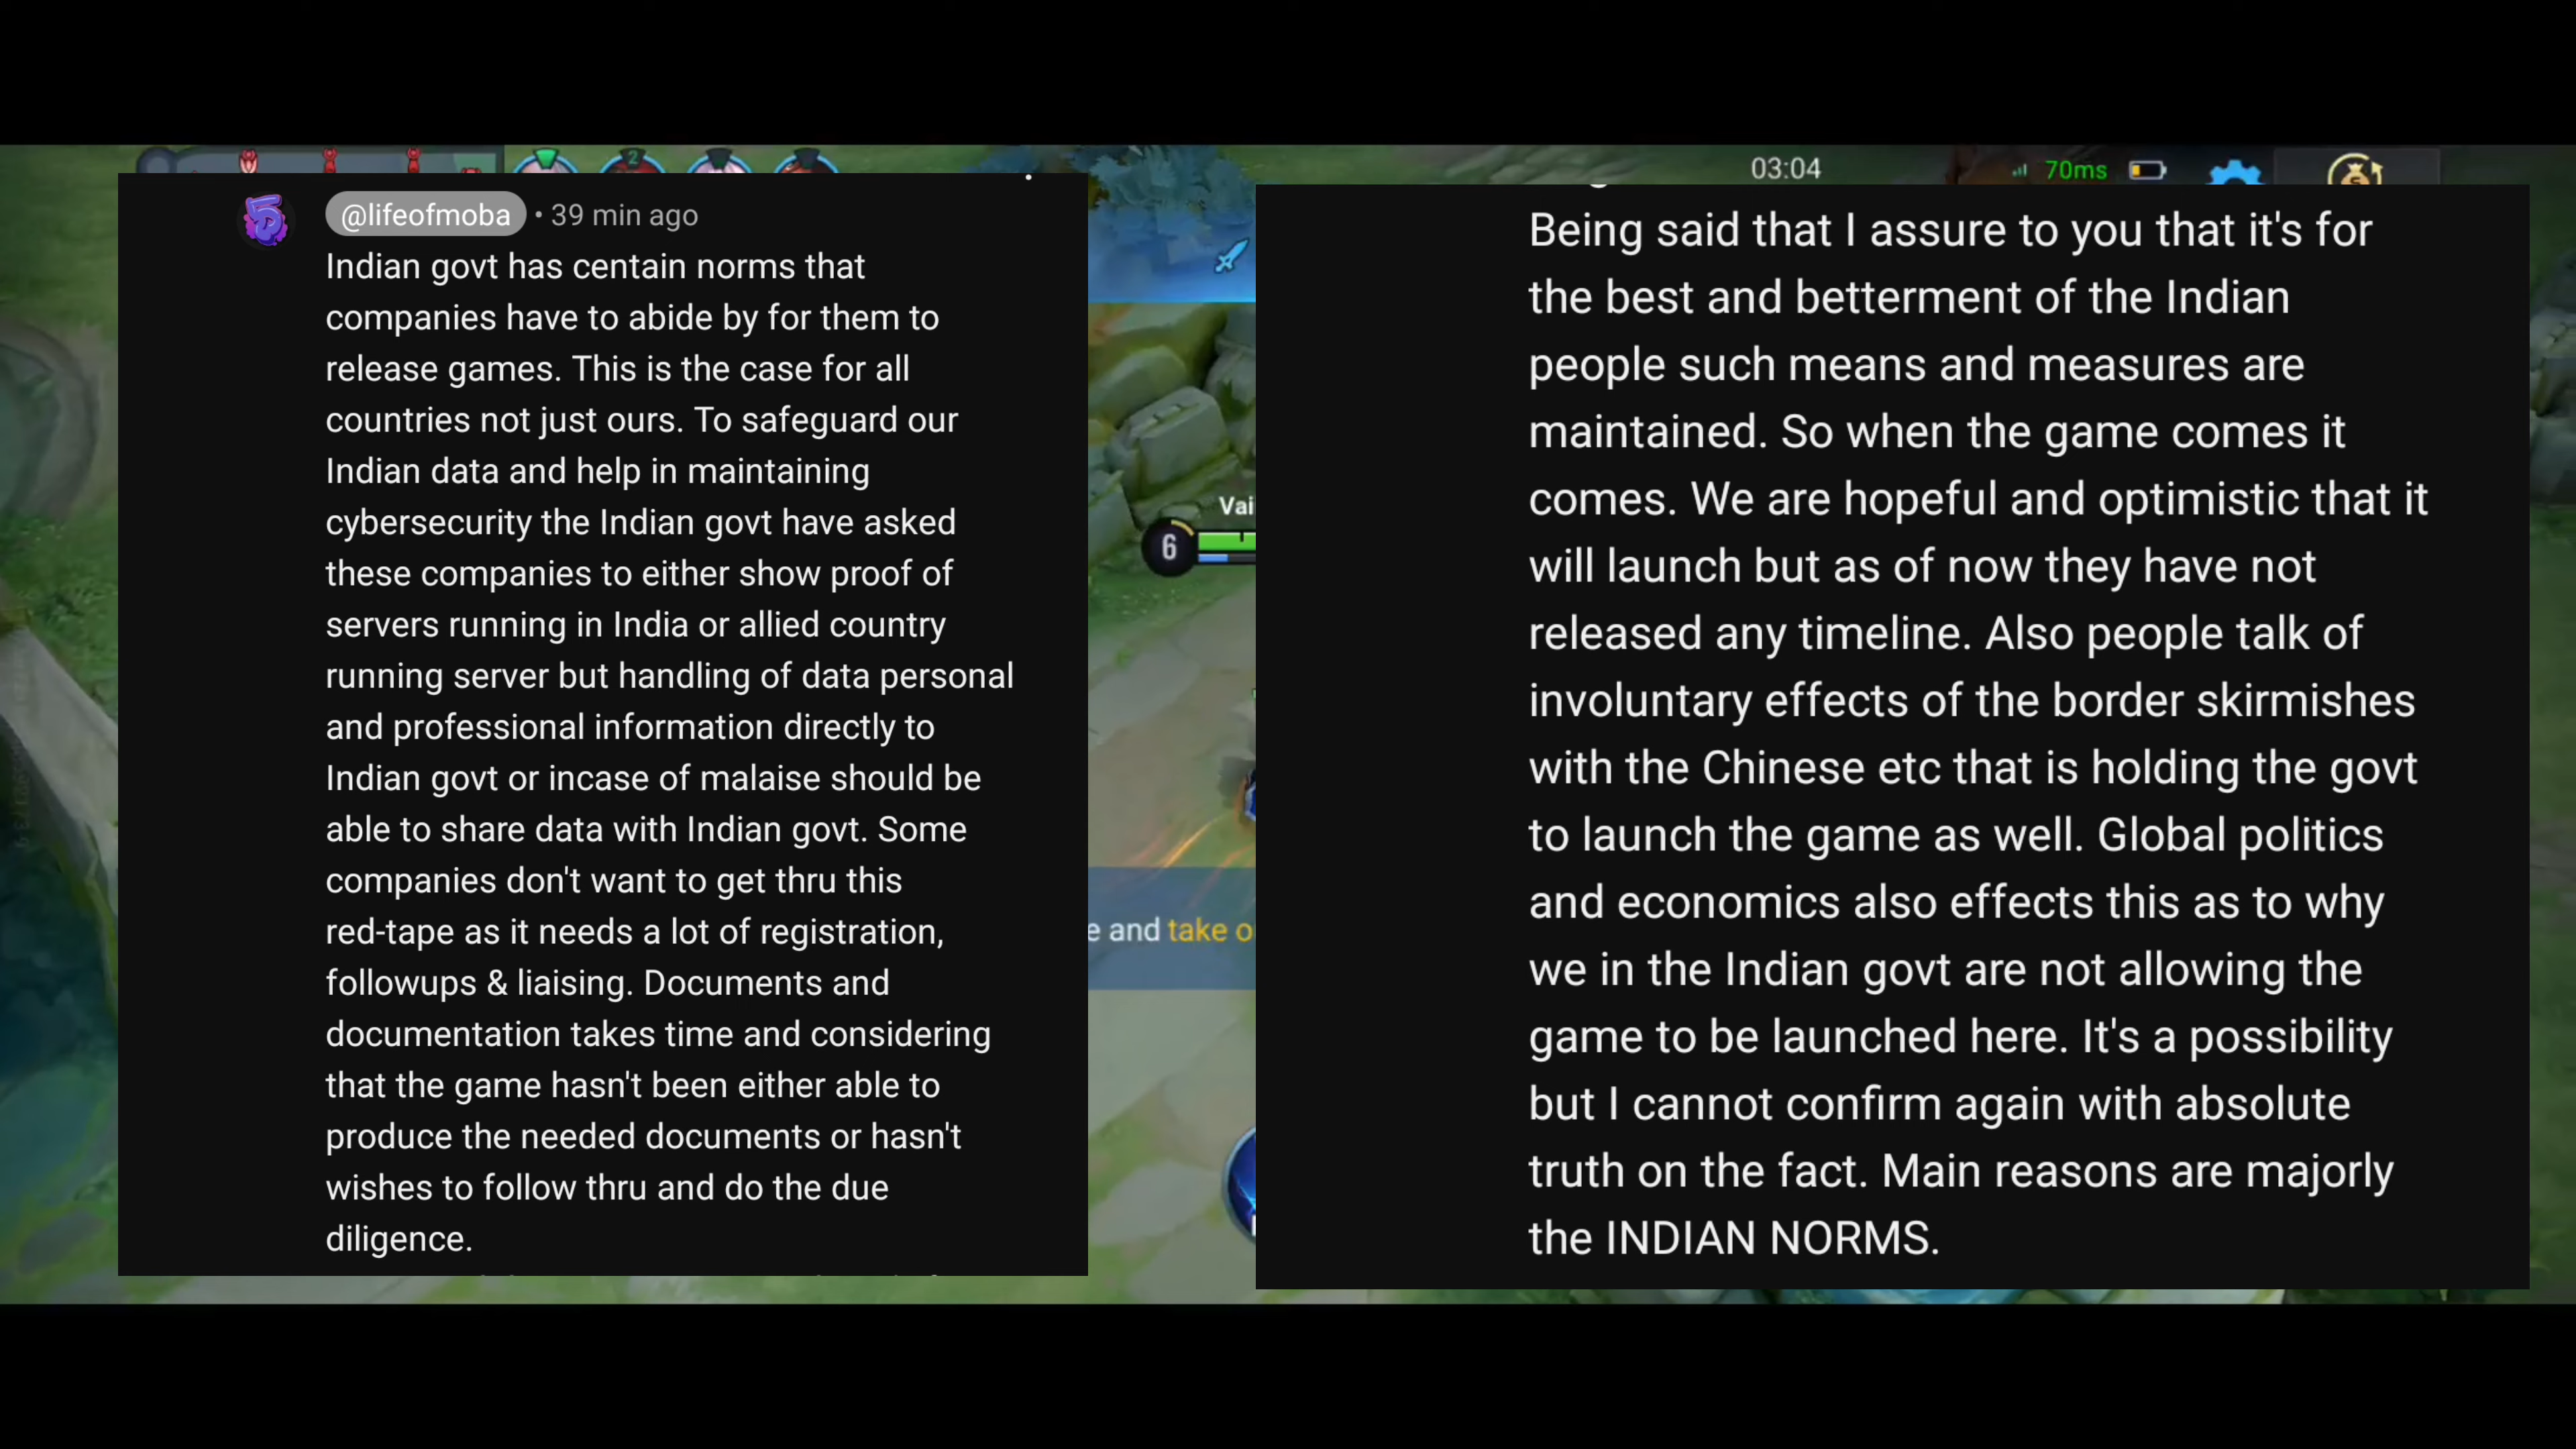 2
03:04
70ms
@lifeofmoba • 39 min ago
Indian govt has centain norms that
companies have to abide by for them to
release games. This is the case for all
countries not just ours. To safeguard our
Indian data and help in maintaining
cybersecurity the Indian govt have asked
these companies to either show proof of
servers running in India or allied country
running server but handling of data personal
and professional information directly to
Indian govt or incase of malaise should be
able to share data with Indian govt. Some
companies don't want to get thru this
red-tape as it needs a lot of registration,
followups & liaising. Documents and
documentation takes time and considering
that the game hasn't been either able to
produce the needed documents or hasn't
wishes to follow thru and do the due
diligence.
Vai
6
e and take o
Being said that I assure to you that it's for
the best and betterment of the Indian
people such means and measures are
maintained. So when the game comes it
comes. We are hopeful and optimistic that it
will launch but as of now they have not
released any timeline. Also people talk of
involuntary effects of the border skirmishes
with the Chinese etc that is holding the govt
to launch the game as well. Global politics
and economics also effects this as to why
we in the Indian govt are not allowing the
game to be launched here. It's a possibility
but I cannot confirm again with absolute
truth on the fact. Main reasons are majorly
the INDIAN NORMS.